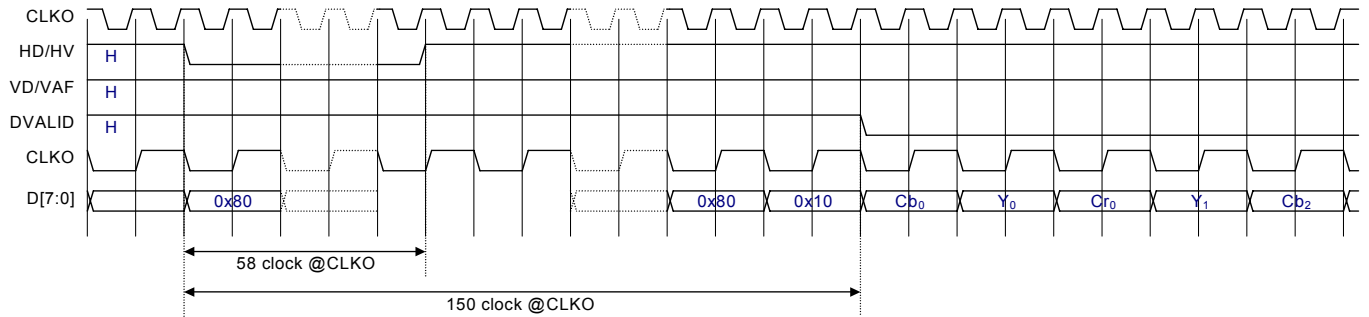 CLKO
HD/HV H
VD/VAF H
DVALID H
CLKO
D[7:0] 0x80 0x80 0x10 Cb₀ Y₀ Cr₀ Y₁ Cb₂
58 clock @CLKO
150 clock @CLKO